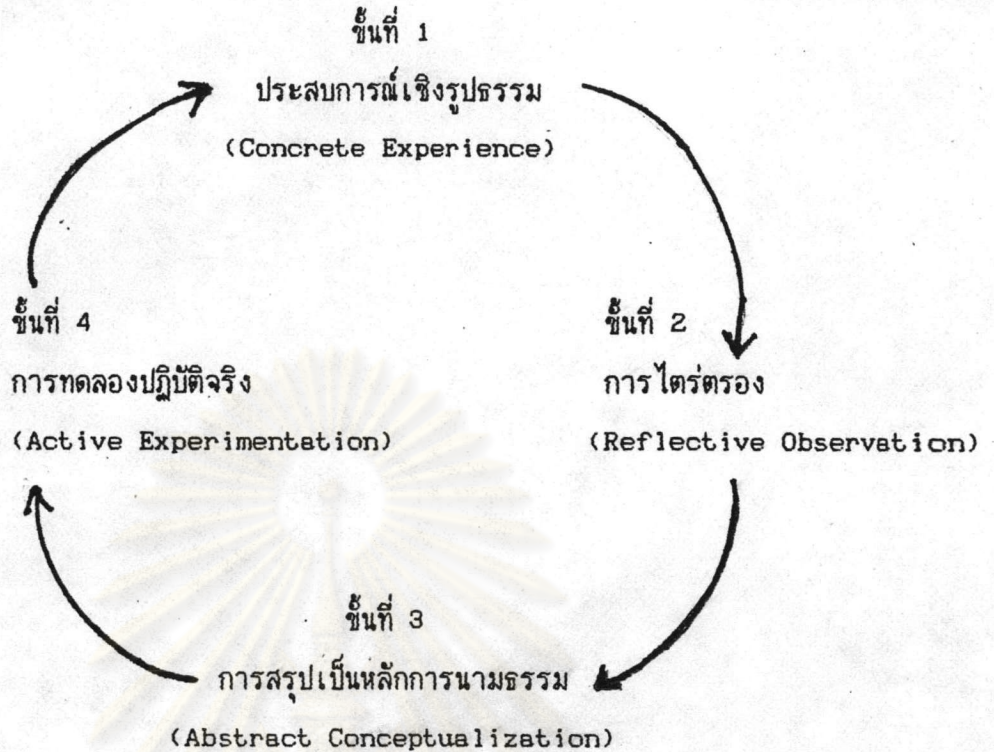 ขั้นที่ 1
ประสบการณ์เชิงรูปธรรม
(Concrete Experience)
ขั้นที่ 2
การไตร่ตรอง
(Reflective Observation)
ขั้นที่ 3
การสรุปเป็นหลักการนามธรรม
(Abstract Conceptualization)
ขั้นที่ 4
การทดลองปฏิบัติจริง
(Active Experimentation)